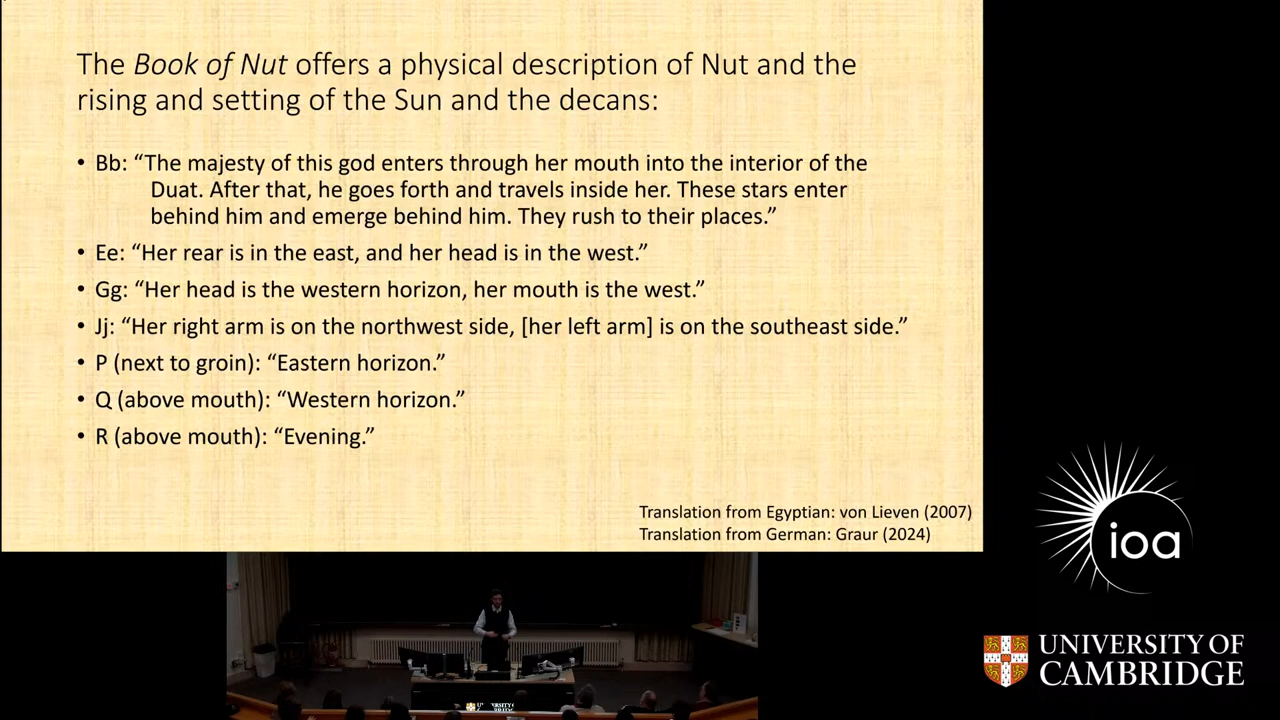 The Book of Nut offers a physical description of Nut and the
rising and setting of the Sun and the decans:
• Bb: “The majesty of this god enters through her mouth into the interior of the
Duat. After that, he goes forth and travels inside her. These stars enter
behind him and emerge behind him. They rush to their places.”
• Ee: “Her rear is in the east, and her head is in the west.”
• Gg: “Her head is the western horizon, her mouth is the west.”
• Jj: “Her right arm is on the northwest side, [her left arm] is on the southeast side.”
• P (next to groin): “Eastern horizon.”
• Q (above mouth): “Western horizon.”
• R (above mouth): “Evening.”
Translation from Egyptian: von Lieven (2007)
Translation from German: Graur (2024)
ioa
UNIVERSITY OF
CAMBRIDGE